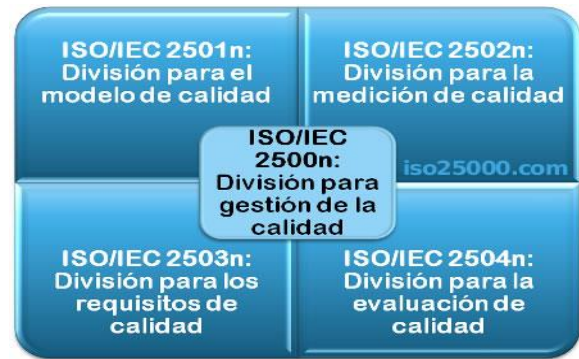 ISO/IEC 2501n:
División para el
modelo de calidad
ISO/IEC 2502n:
División para la
medición de calidad
ISO/IEC
2500n:
División para
gestión de la
calidad
iso25000.com
ISO/IEC 2503n:
División para los
requisitos de
calidad
ISO/IEC 2504n:
División para la
evaluación de
calidad